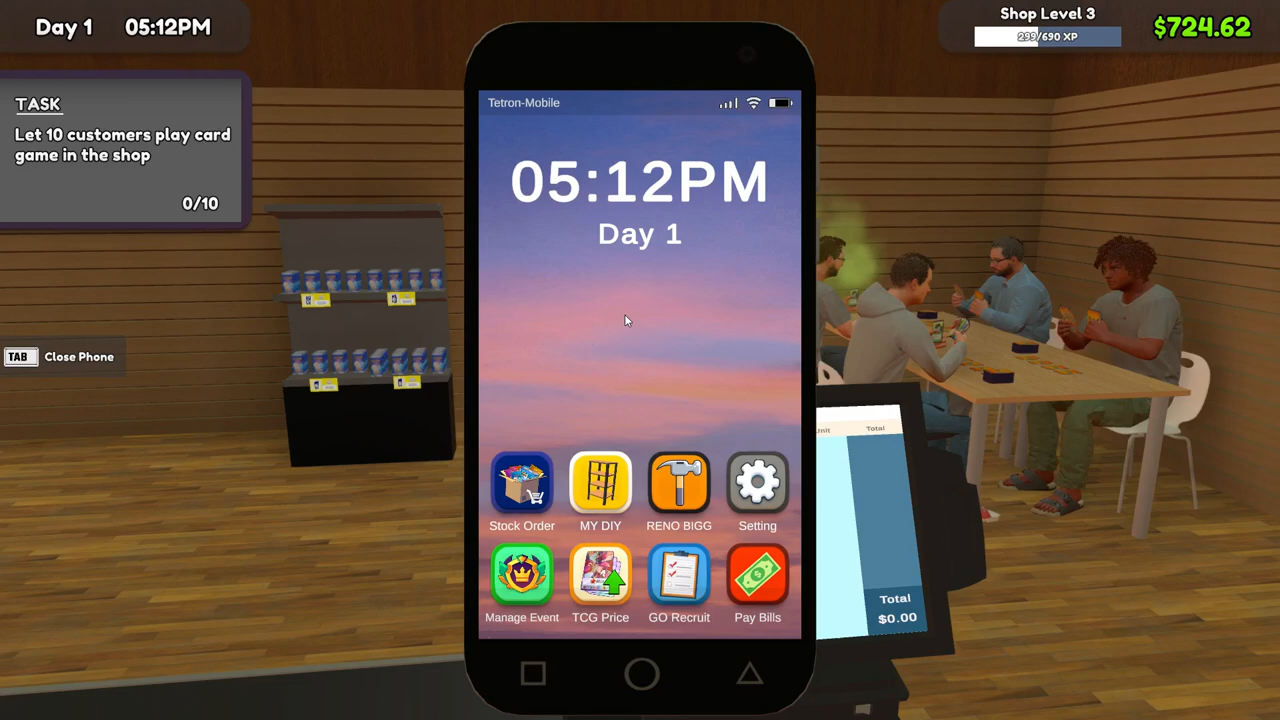 Day 1 05:12PM
Shop Level 3
299/690 XP
$724.62
TASK
Let 10 customers play card
game in the shop
0/10
TAB Close Phone
Tetron-Mobile
05:12PM
Day 1
Stock Order MY DIY RENO BIGG Setting
Manage Event TCG Price GO Recruit Pay Bills
Unit Total
Total
$0.00